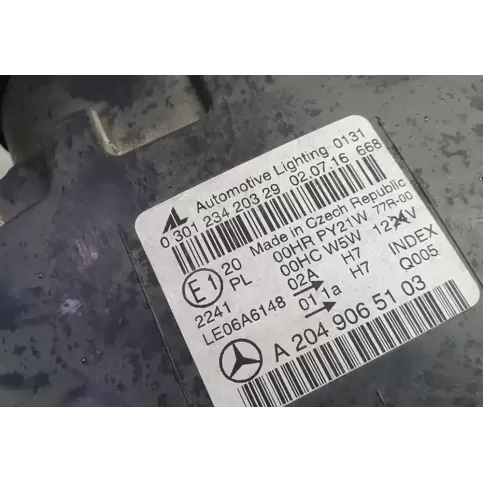 AL Automotive Lighting 0131
0 301 234 203 29 02.07.16 668
Made in Czech Republic
E1 20 00HR PY21W 77R-00
PL 00HC W5W 12V
2241 02A H7
LE06A6148 01 1a H7
INDEX
Q005
A 204 906 51 03